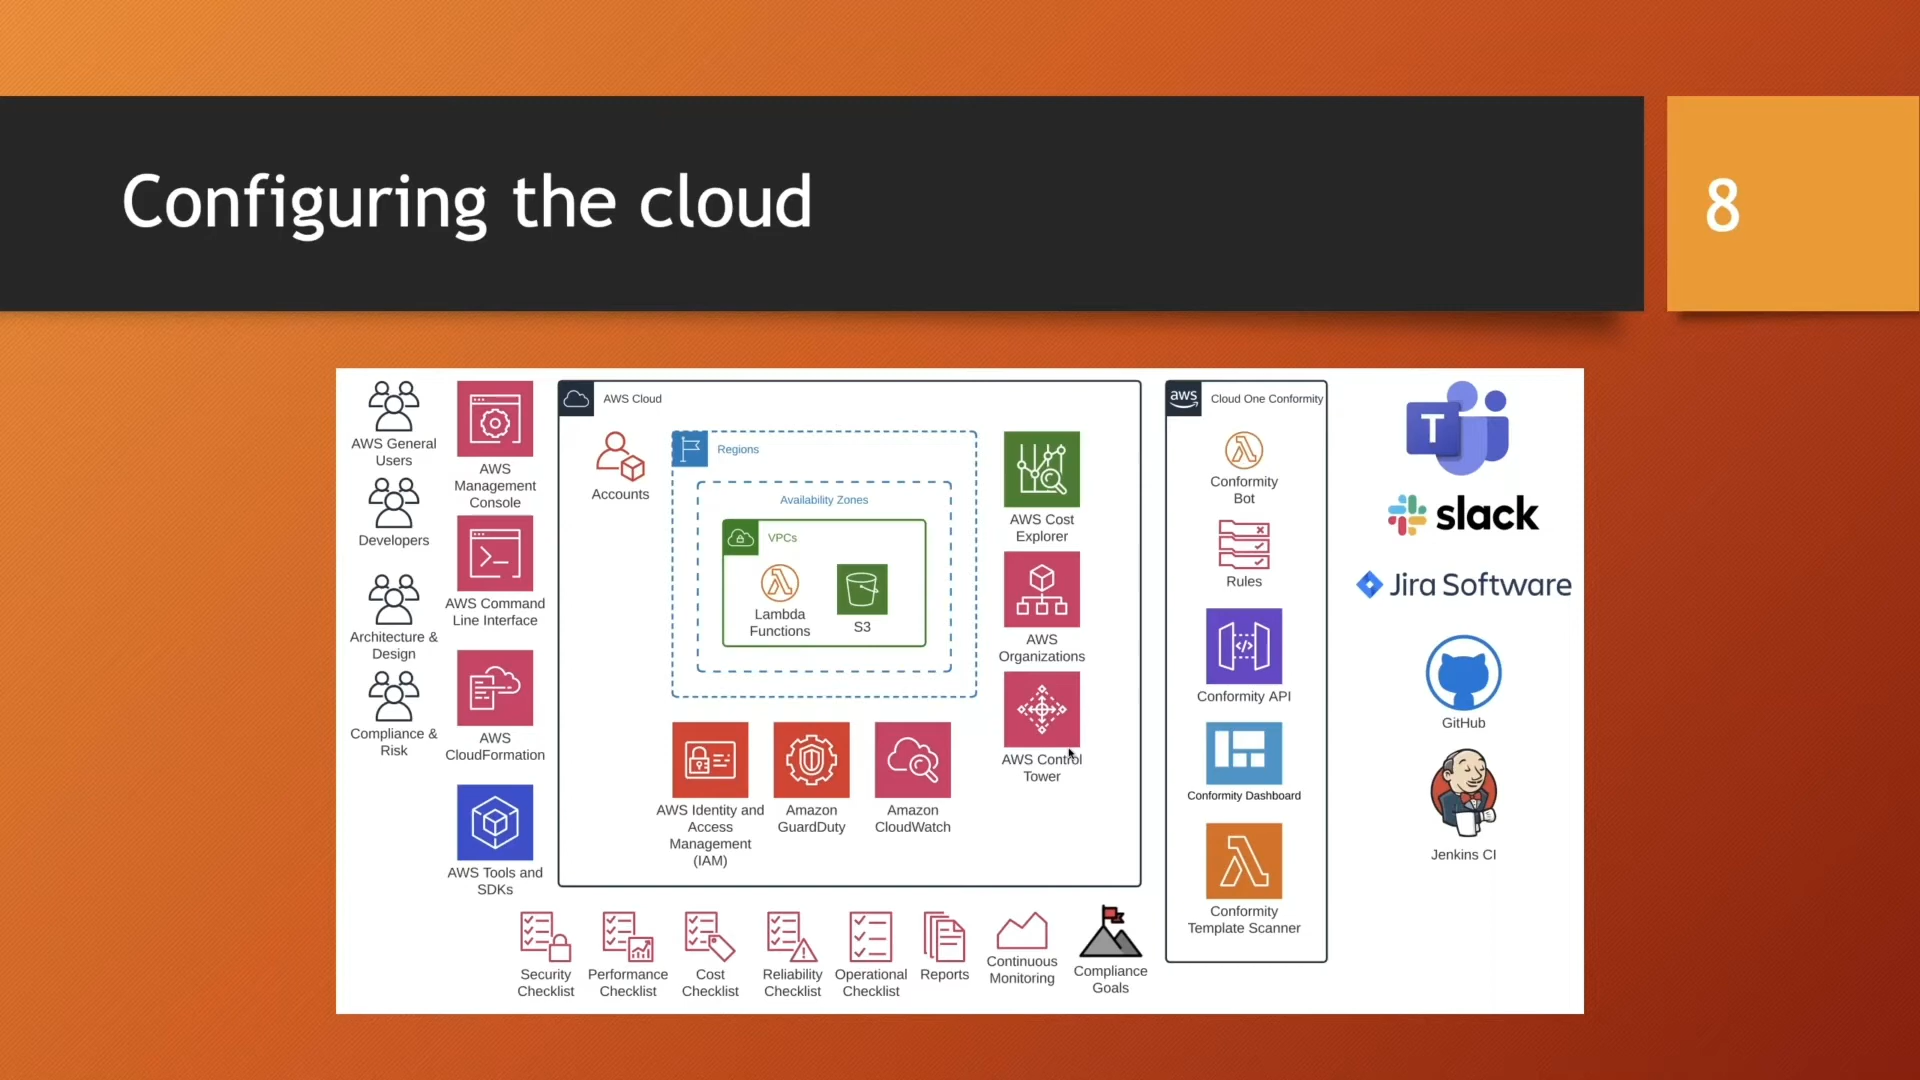 Configuring the cloud
8
AWS General
Users
Developers
Architecture &
Design
Compliance &
Risk
AWS
Management
Console
AWS Command
Line Interface
AWS
CloudFormation
AWS Tools and
SDKs
AWS Cloud
Accounts
Regions
Availability Zones
VPCs
Lambda
Functions
S3
AWS Identity and
Access
Management
(IAM)
Amazon
GuardDuty
Amazon
CloudWatch
AWS Cost
Explorer
AWS
Organizations
AWS Control
Tower
aws
Cloud One Conformity
Conformity
Bot
Rules
Conformity API
Conformity Dashboard
Conformity
Template Scanner
T
slack
Jira Software
GitHub
Jenkins CI
Security
Checklist
Performance
Checklist
Cost
Checklist
Reliability
Checklist
Operational
Checklist
Reports
Continuous
Monitoring
Compliance
Goals